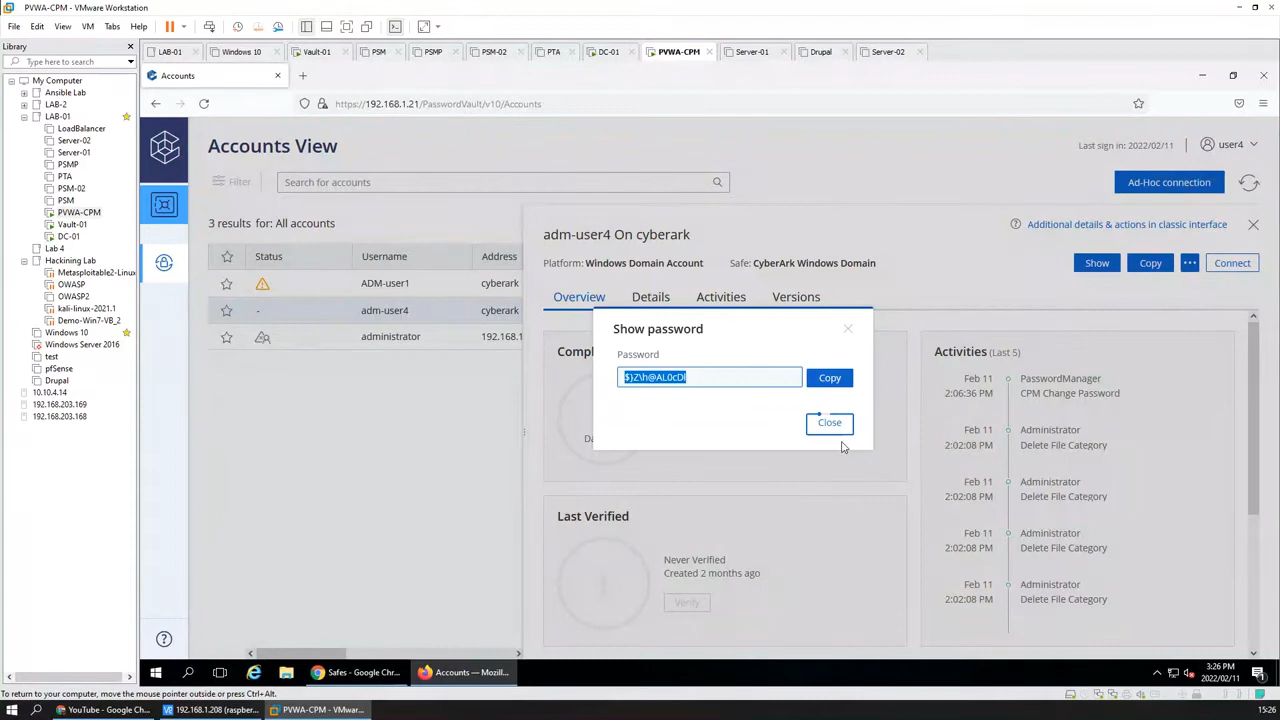 PVWA-CPM - VMware Workstation
File Edit View VM Tabs Help
Library
Type here to search
My Computer
Ansible Lab
LAB-2
LAB-01
LoadBalancer
Server-02
Server-01
PSMP
PTA
PSM-02
PSM
PVWA-CPM
Vault-01
DC-01
Lab 4
Hackining Lab
Metasploitable2-Linux
OWASP
OWASP2
kali-linux-2021.1
Demo-Win7-VB_2
Windows 10
Windows Server 2016
test
pfSense
Drupal
10.10.4.14
192.168.203.169
192.168.203.168
LAB-01 Windows 10 Vault-01 PSM PSMP PSM-02 PTA DC-01 PVWA-CPM Server-01 Drupal Server-02
Accounts
https://192.168.1.21/PasswordVault/v10/Accounts
Accounts View
Last sign in: 2022/02/11 user4
Filter Search for accounts Ad-Hoc connection
3 results for: All accounts
Status Username Address
ADM-user1 cyberark
- adm-user4 cyberark
administrator 192.168.1
Additional details & actions in classic interface
adm-user4 On cyberark
Platform: Windows Domain Account Safe: CyberArk Windows Domain
Show Copy ... Connect
Overview Details Activities Versions
Compl
Da
Show password
Password
$}Z\h@AL0cDl
Copy
Close
Last Verified
Never Verified
Created 2 months ago
Verify
Activities (Last 5)
Feb 11 PasswordManager
2:06:36 PM CPM Change Password
Feb 11 Administrator
2:02:08 PM Delete File Category
Feb 11 Administrator
2:02:08 PM Delete File Category
Feb 11 Administrator
2:02:08 PM Delete File Category
Feb 11 Administrator
2:02:08 PM Delete File Category
Safes - Google Chr... Accounts — Mozill...
3:26 PM
2022/02/11
To return to your computer, move the mouse pointer outside or press Ctrl+Alt.
YouTube - Google Ch... 192.168.1.208 (raspber... PVWA-CPM - VMwar...
15:26